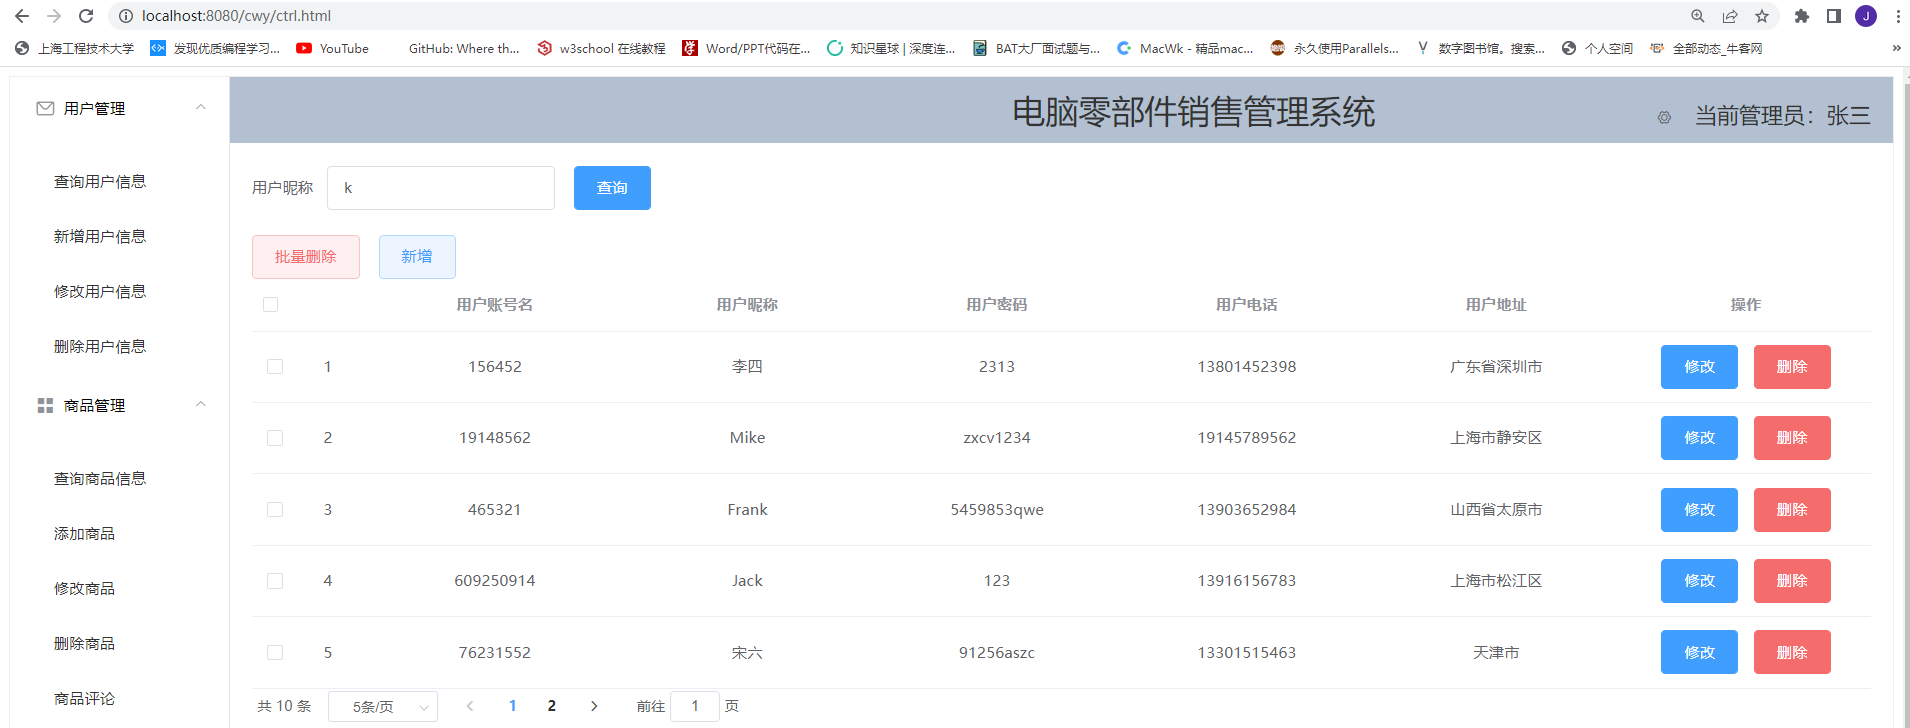 localhost:8080/cwy/ctrl.html
J
上海工程技术大学 发现优质编程学习... YouTube GitHub: Where th... w3school 在线教程 Word/PPT代码在... 知识星球 | 深度连... BAT大厂面试题与... MacWk - 精品mac... 永久使用Parallels... 数字图书馆。搜索... 个人空间 全部动态_牛客网 »
用户管理
查询用户信息
新增用户信息
修改用户信息
删除用户信息
商品管理
查询商品信息
添加商品
修改商品
删除商品
商品评论
电脑零部件销售管理系统
当前管理员：张三
用户昵称 k 查询
批量删除 新增
用户账号名 用户昵称 用户密码 用户电话 用户地址 操作
1 156452 李四 2313 13801452398 广东省深圳市 修改 删除
2 19148562 Mike zxcv1234 19145789562 上海市静安区 修改 删除
3 465321 Frank 5459853qwe 13903652984 山西省太原市 修改 删除
4 609250914 Jack 123 13916156783 上海市松江区 修改 删除
5 76231552 宋六 91256aszc 13301515463 天津市 修改 删除
共 10 条 5条/页 1 2 前往 1 页